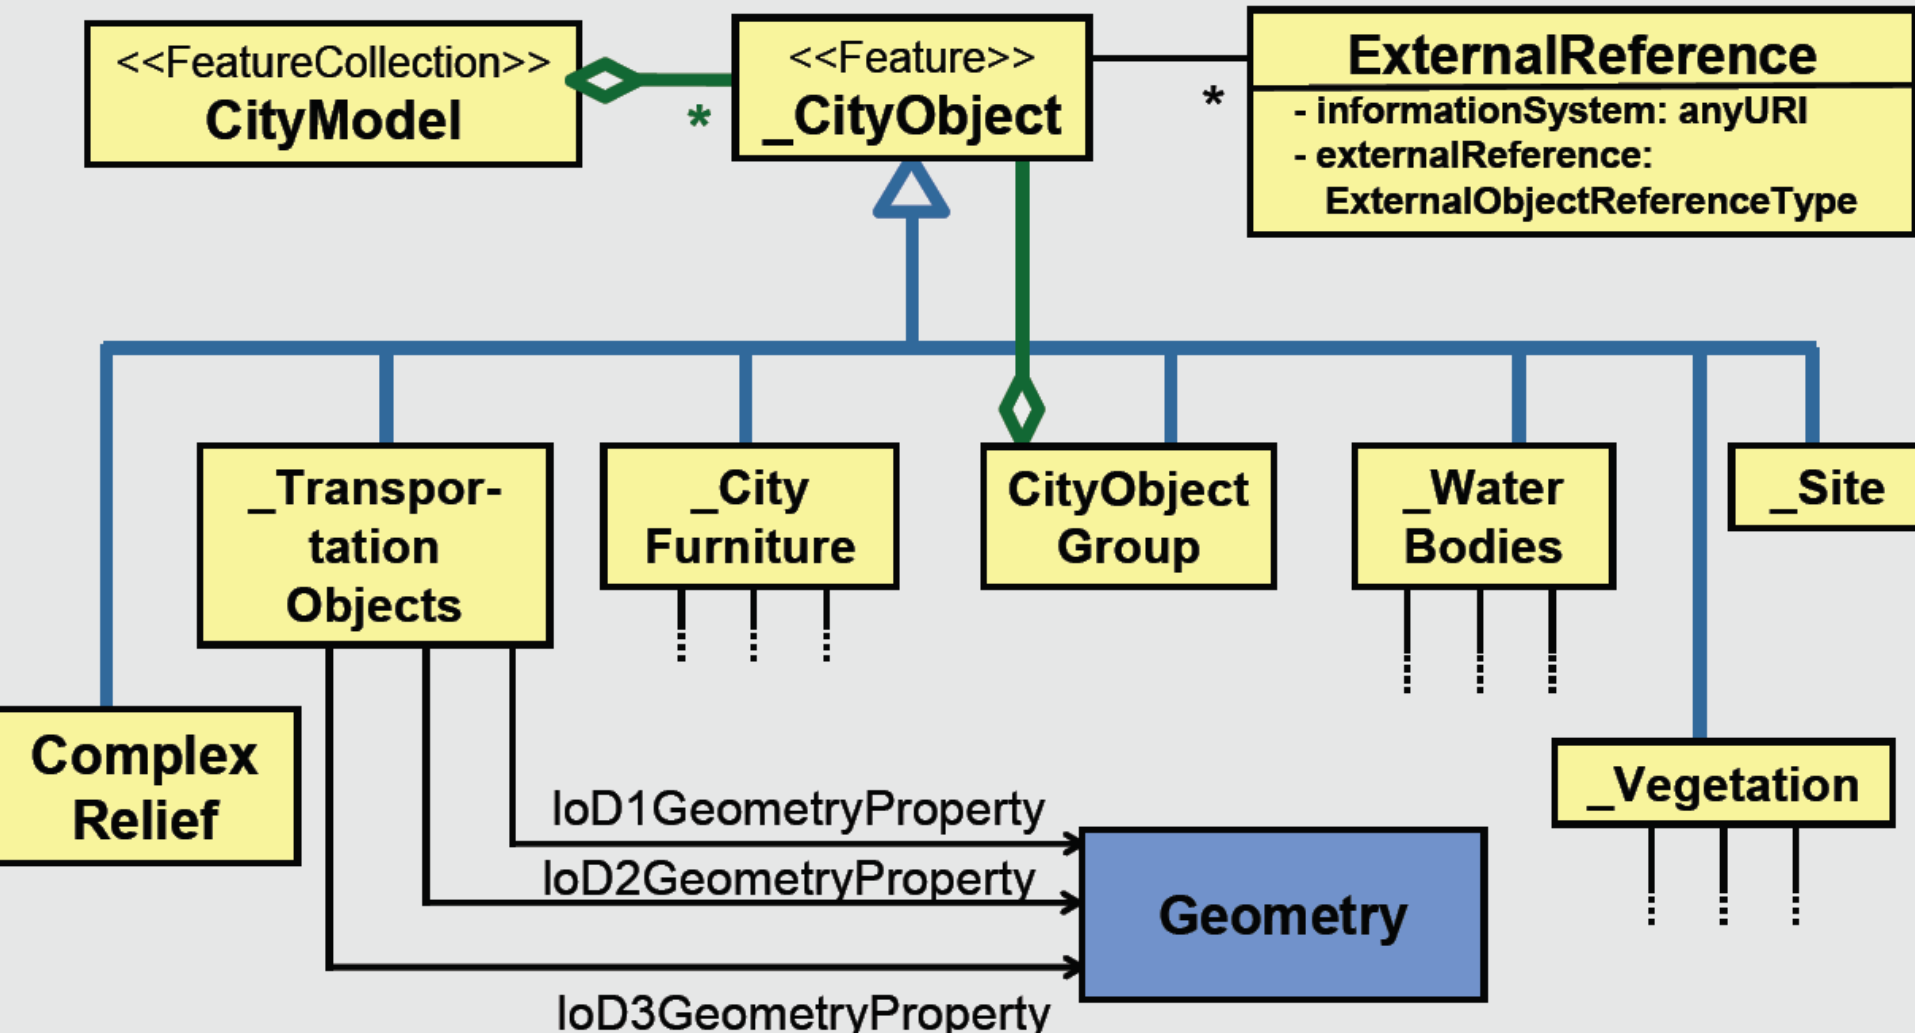 <<FeatureCollection>>
CityModel
*
<<Feature>>
_CityObject
*
ExternalReference
- informationSystem: anyURI
- externalReference:
ExternalObjectReferenceType
_Transpor-
tation
Objects
_City
Furniture
CityObject
Group
_Water
Bodies
_Site
Complex
Relief
_Vegetation
loD1GeometryProperty
loD2GeometryProperty
loD3GeometryProperty
Geometry